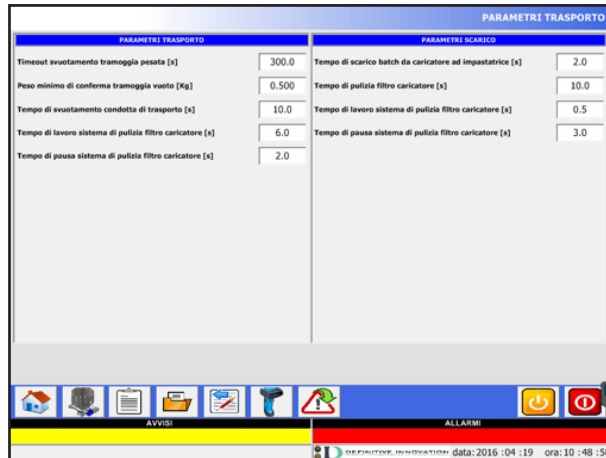 PARAMETRI TRASPORTO
PARAMETRI TRASPORTO
Timeout svuotamento tramoggia pesata [s] 300.0
Peso minimo di conferma tramoggia vuoto [Kg] 0.500
Tempo di svuotamento condotta di trasporto [s] 10.0
Tempo di lavoro sistema di pulizia filtro caricatore [s] 6.0
Tempo di pausa sistema di pulizia filtro caricatore [s] 2.0
PARAMETRI SCARICO
Tempo di scarico batch da caricatore ad impastatrice [s] 2.0
Tempo di pulizia filtro caricatore [s] 10.0
Tempo di lavoro sistema di pulizia filtro caricatore [s] 0.5
Tempo di pausa sistema di pulizia filtro caricatore [s] 3.0
AVVISI
ALLARMI
DEFINITIVE INNOVATION data: 2016 :04 :19 ora: 10 : 48 :